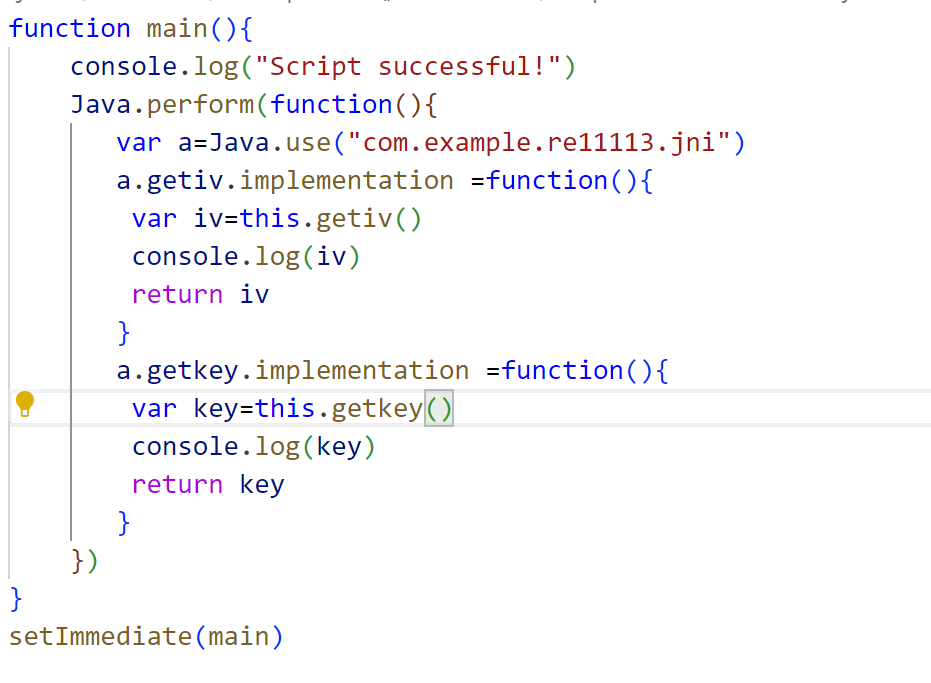 function main(){
    console.log("Script successful!")
    Java.perform(function(){
       var a=Java.use("com.example.re11113.jni")
       a.getiv.implementation =function(){
        var iv=this.getiv()
        console.log(iv)
        return iv
       }
       a.getkey.implementation =function(){
        var key=this.getkey()
        console.log(key)
        return key
       }
    })
}
setImmediate(main)